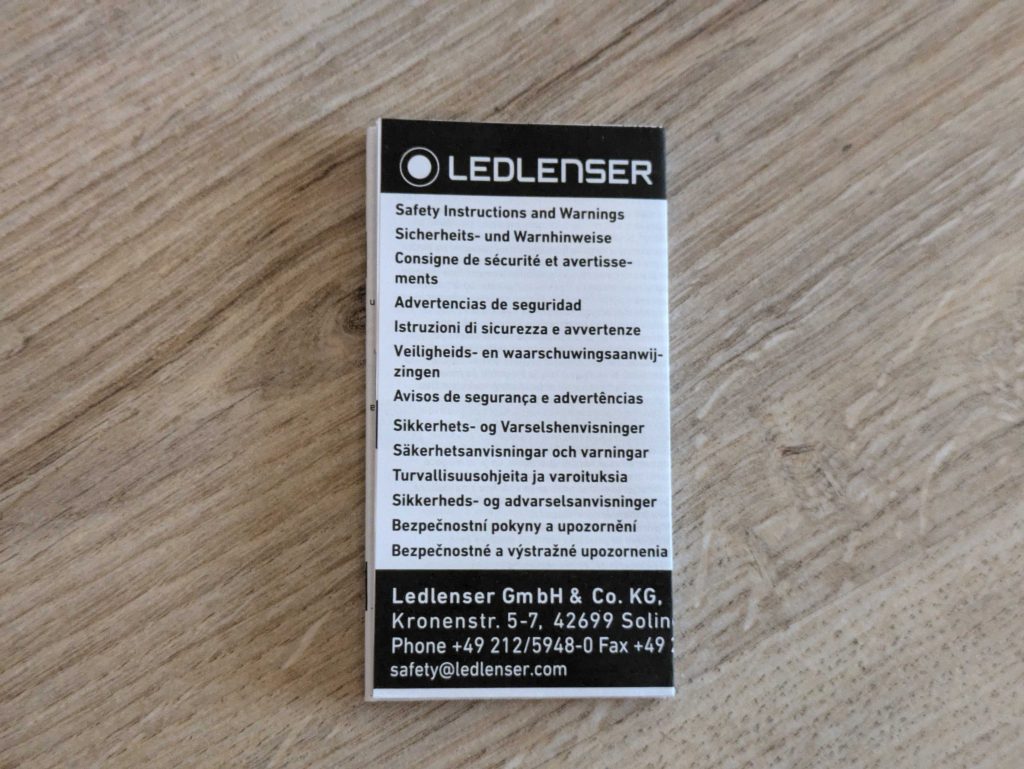 LEDLENSER
Safety Instructions and Warnings
Sicherheits- und Warnhinweise
Consigne de sécurité et avertisse-
ments
Advertencias de seguridad
Istruzioni di sicurezza e avvertenze
Veiligheids- en waarschuwingsaanwij-
zingen
Avisos de segurança e advertências
Sikkerhets- og Varselshenvisninger
Säkerhetsanvisningar och varningar
Turvallisuusohjeita ja varoituksia
Sikkerheds- og advarselsanvisninger
Bezpečnostní pokyny a upozornění
Bezpečnostné a výstražné upozornenia
Ledlenser GmbH & Co. KG,
Kronenstr. 5-7, 42699 Solin
Phone +49 212/5948-0 Fax +49
safety@ledlenser.com